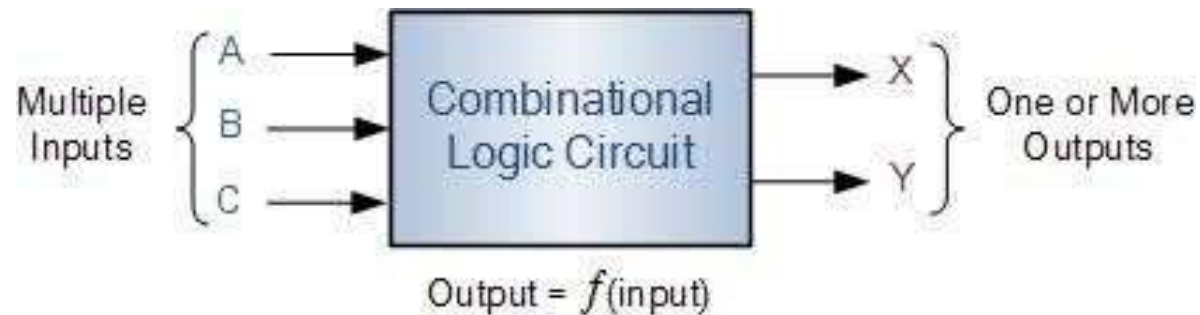 Multiple
Inputs
A
B
C
Combinational
Logic Circuit
X
Y
One or More
Outputs
Output = f(input)